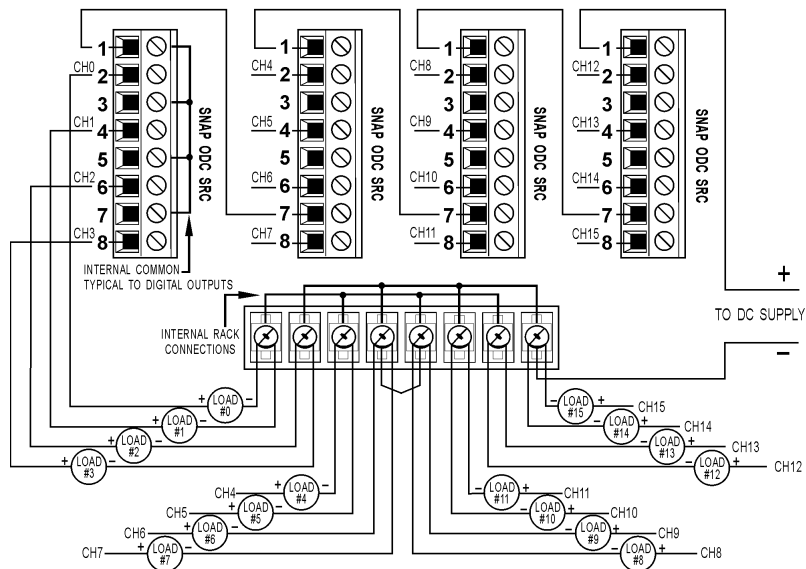 1
CH0
2
3
CH1
4
5
CH2
6
7
CH3
8
SNAP ODC SRC
1
CH4
2
3
CH5
4
5
CH6
6
7
CH7
8
SNAP ODC SRC
1
CH8
2
3
CH9
4
5
CH10
6
7
CH11
8
SNAP ODC SRC
1
CH12
2
3
CH13
4
5
CH14
6
7
CH15
8
SNAP ODC SRC
INTERNAL COMMON
TYPICAL TO DIGITAL OUTPUTS
INTERNAL RACK
CONNECTIONS
+
TO DC SUPPLY
−
+ LOAD #0 −
+ LOAD #1 −
+ LOAD #2 −
+ LOAD #3 −
CH4 + LOAD #4 −
CH5 + LOAD #5 −
CH6 + LOAD #6 −
CH7 + LOAD #7 −
− LOAD #15 + CH15
− LOAD #14 + CH14
− LOAD #13 + CH13
− LOAD #12 + CH12
− LOAD #11 + CH11
− LOAD #10 + CH10
− LOAD #9 + CH9
− LOAD #8 + CH8